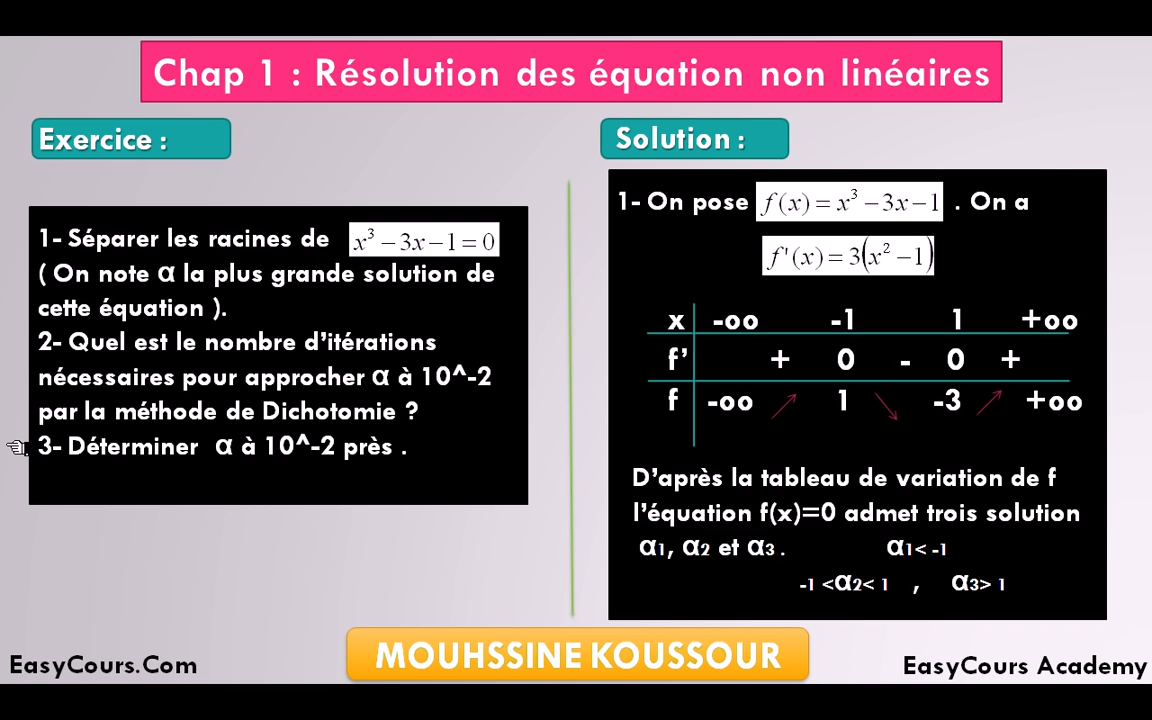 Chap 1 : Résolution des équation non linéaires
Exercice :
1- Séparer les racines de x³ − 3x − 1 = 0
( On note α la plus grande solution de
cette équation ).
2- Quel est le nombre d'itérations
nécessaires pour approcher α à 10^-2
par la méthode de Dichotomie ?
3- Déterminer α à 10^-2 près .
Solution :
1- On pose f(x) = x³ − 3x − 1 . On a
f'(x) = 3(x² − 1)
x -oo -1 1 +oo
f' + 0 - 0 +
f -oo ↗ 1 ↘ -3 ↗ +oo
D'après la tableau de variation de f
l'équation f(x)=0 admet trois solution
α1, α2 et α3 . α1< -1
-1 <α2< 1 , α3> 1
EasyCours.Com
MOUHSSINE KOUSSOUR
EasyCours Academy